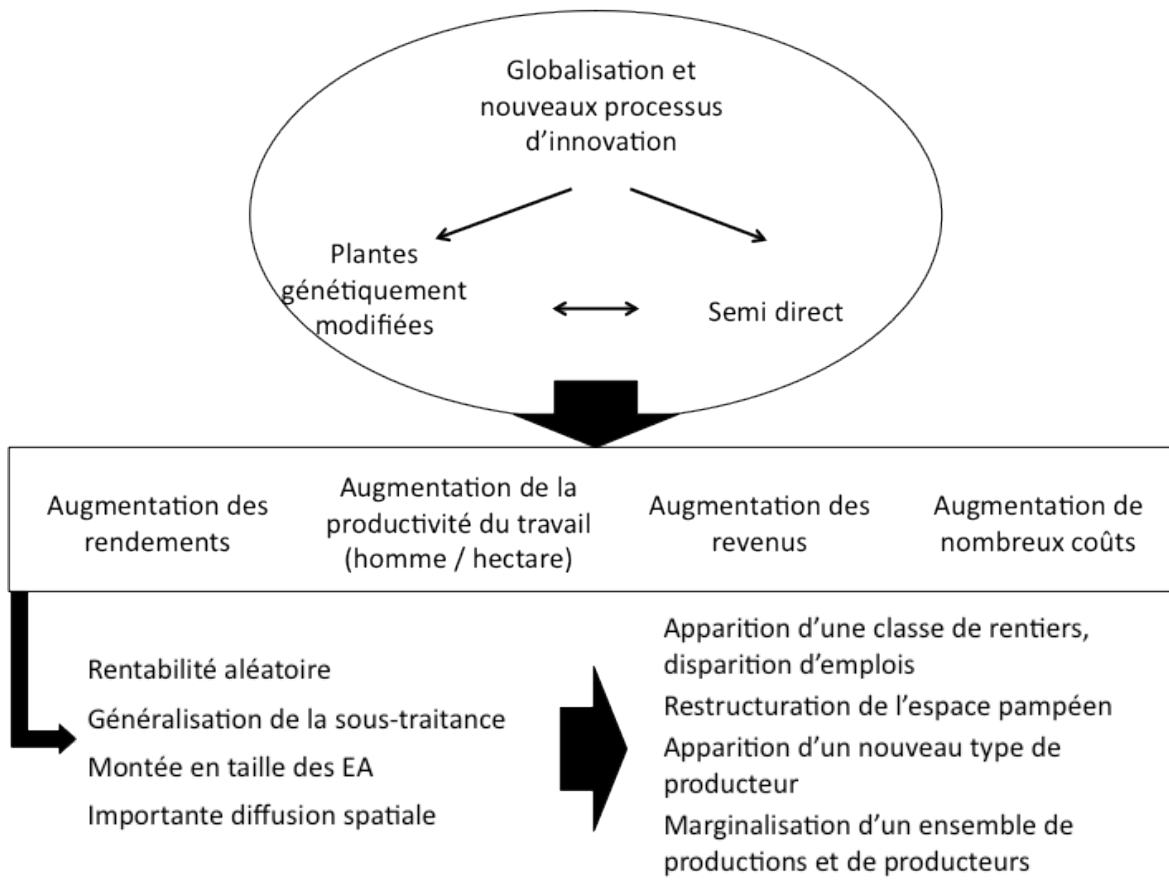 Globalisation et
nouveaux processus
d’innovation
Plantes
génétiquement
modifiées
Semi direct
Augmentation des
rendements
Augmentation de la
productivité du travail
(homme / hectare)
Augmentation des
revenus
Augmentation de
nombreux coûts
Rentabilité aléatoire
Généralisation de la sous-traitance
Montée en taille des EA
Importante diffusion spatiale
Apparition d’une classe de rentiers,
disparition d’emplois
Restructuration de l’espace pampéen
Apparition d’un nouveau type de
producteur
Marginalisation d’un ensemble de
productions et de producteurs